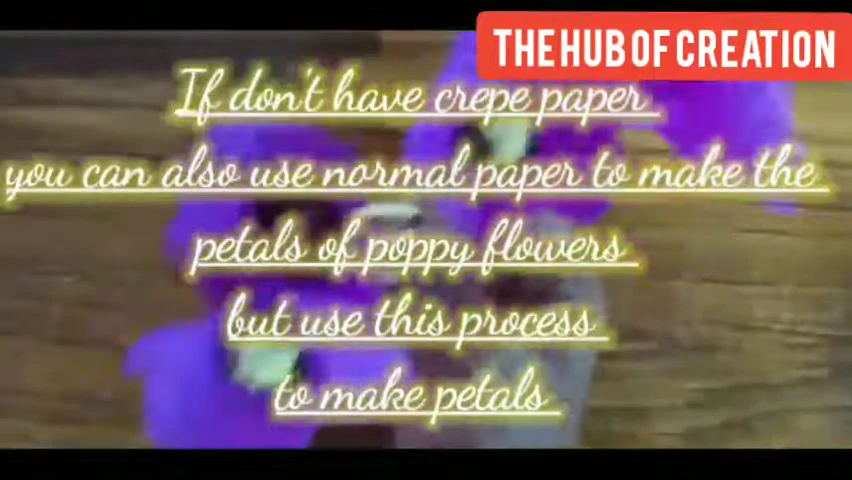 THE HUB OF CREATION
If don't have crepe paper
you can also use normal paper to make the
petals of poppy flowers
but use this process
to make petals